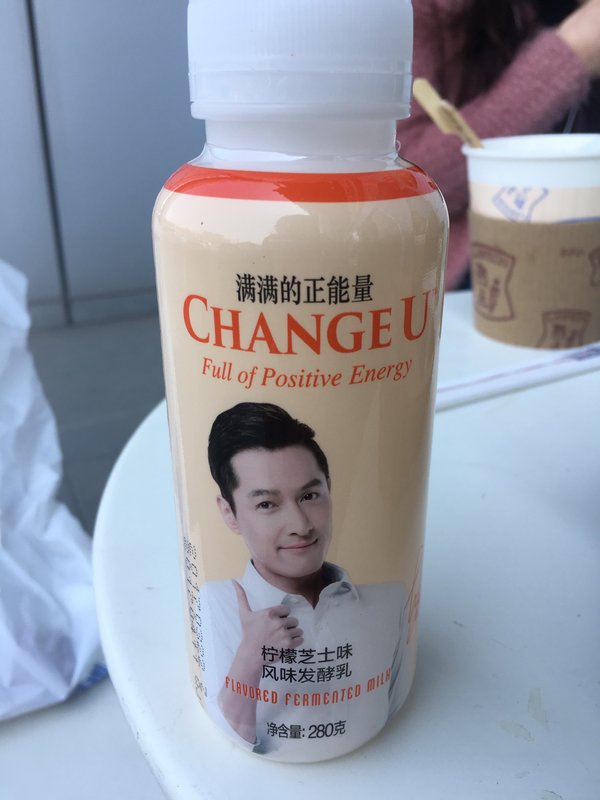 满满的正能量
CHANGE U
Full of Positive Energy
柠檬芝士味
风味发酵乳
FLAVORED FERMENTED MILK
净含量: 280克